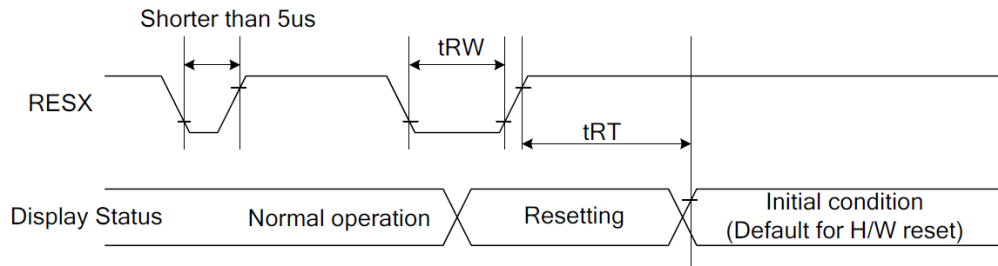 Shorter than 5us
tRW
RESX
tRT
Display Status
Normal operation
Resetting
Initial condition
(Default for H/W reset)